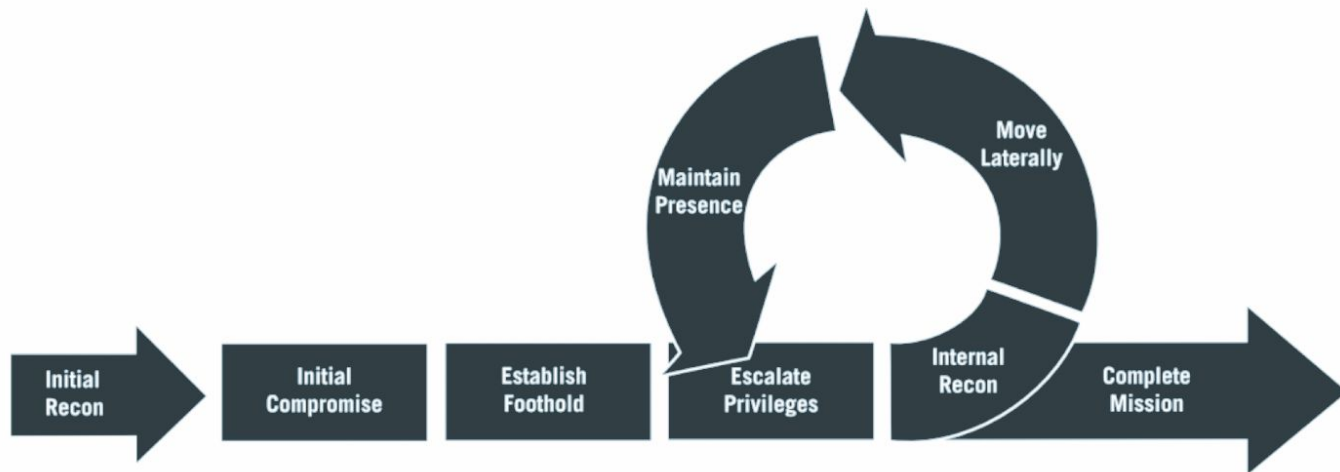 Initial
Recon
Initial
Compromise
Establish
Foothold
Escalate
Privileges
Internal
Recon
Move
Laterally
Maintain
Presence
Complete
Mission